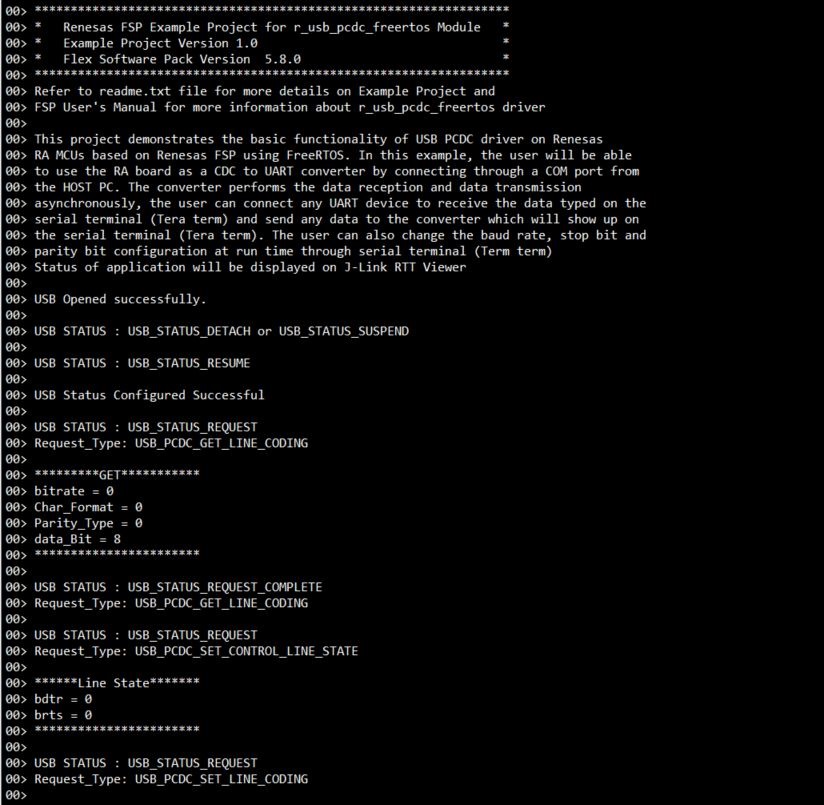 00> ******************************************************************
00> *   Renesas FSP Example Project for r_usb_pcdc_freertos Module   *
00> *   Example Project Version 1.0                                  *
00> *   Flex Software Pack Version  5.8.0                            *
00> ******************************************************************
00> Refer to readme.txt file for more details on Example Project and
00> FSP User's Manual for more information about r_usb_pcdc_freertos driver
00>
00> This project demonstrates the basic functionality of USB PCDC driver on Renesas
00> RA MCUs based on Renesas FSP using FreeRTOS. In this example, the user will be able
00> to use the RA board as a CDC to UART converter by connecting through a COM port from
00> the HOST PC. The converter performs the data reception and data transmission
00> asynchronously, the user can connect any UART device to receive the data typed on the
00> serial terminal (Tera term) and send any data to the converter which will show up on
00> the serial terminal (Tera term). The user can also change the baud rate, stop bit and
00> parity bit configuration at run time through serial terminal (Term term)
00> Status of application will be displayed on J-Link RTT Viewer
00>
00> USB Opened successfully.
00>
00> USB STATUS : USB_STATUS_DETACH or USB_STATUS_SUSPEND
00>
00> USB STATUS : USB_STATUS_RESUME
00>
00> USB Status Configured Successful
00>
00> USB STATUS : USB_STATUS_REQUEST
00> Request_Type: USB_PCDC_GET_LINE_CODING
00>
00> *********GET***********
00> bitrate = 0
00> Char_Format = 0
00> Parity_Type = 0
00> data_Bit = 8
00> ***********************
00>
00> USB STATUS : USB_STATUS_REQUEST_COMPLETE
00> Request_Type: USB_PCDC_GET_LINE_CODING
00>
00> USB STATUS : USB_STATUS_REQUEST
00> Request_Type: USB_PCDC_SET_CONTROL_LINE_STATE
00>
00> ******Line State*******
00> bdtr = 0
00> brts = 0
00> ***********************
00>
00> USB STATUS : USB_STATUS_REQUEST
00> Request_Type: USB_PCDC_SET_LINE_CODING
00>